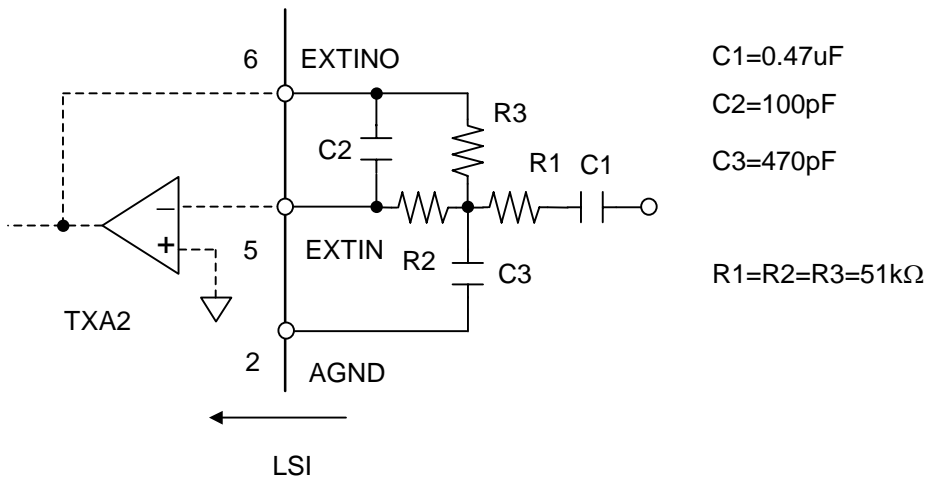 6 EXTINO
C1=0.47uF
C2=100pF
R3
C2
R1 C1
C3=470pF
−
+
5 EXTIN
R2
C3
R1=R2=R3=51kΩ
TXA2
2 AGND
LSI